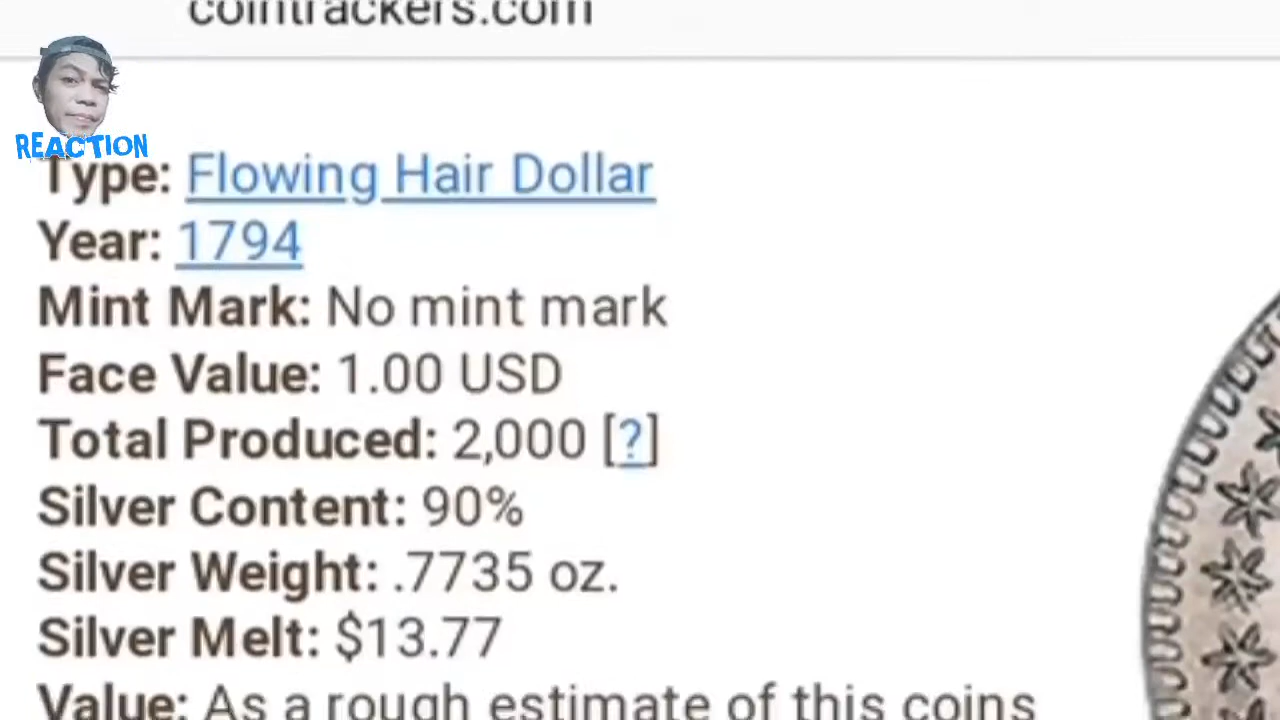 cointrackers.com
REACTION
Type: Flowing Hair Dollar
Year: 1794
Mint Mark: No mint mark
Face Value: 1.00 USD
Total Produced: 2,000 [?]
Silver Content: 90%
Silver Weight: .7735 oz.
Silver Melt: $13.77
Value: As a rough estimate of this coins